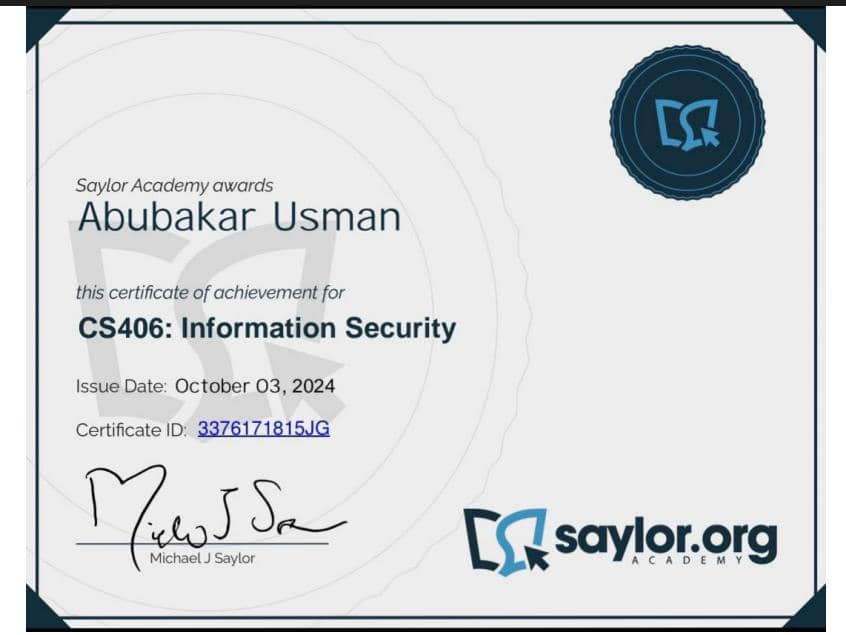 Saylor Academy awards
Abubakar Usman
this certificate of achievement for
CS406: Information Security
Issue Date: October 03, 2024
Certificate ID: 3376171815JG
Michael J Saylor
saylor.org
ACADEMY